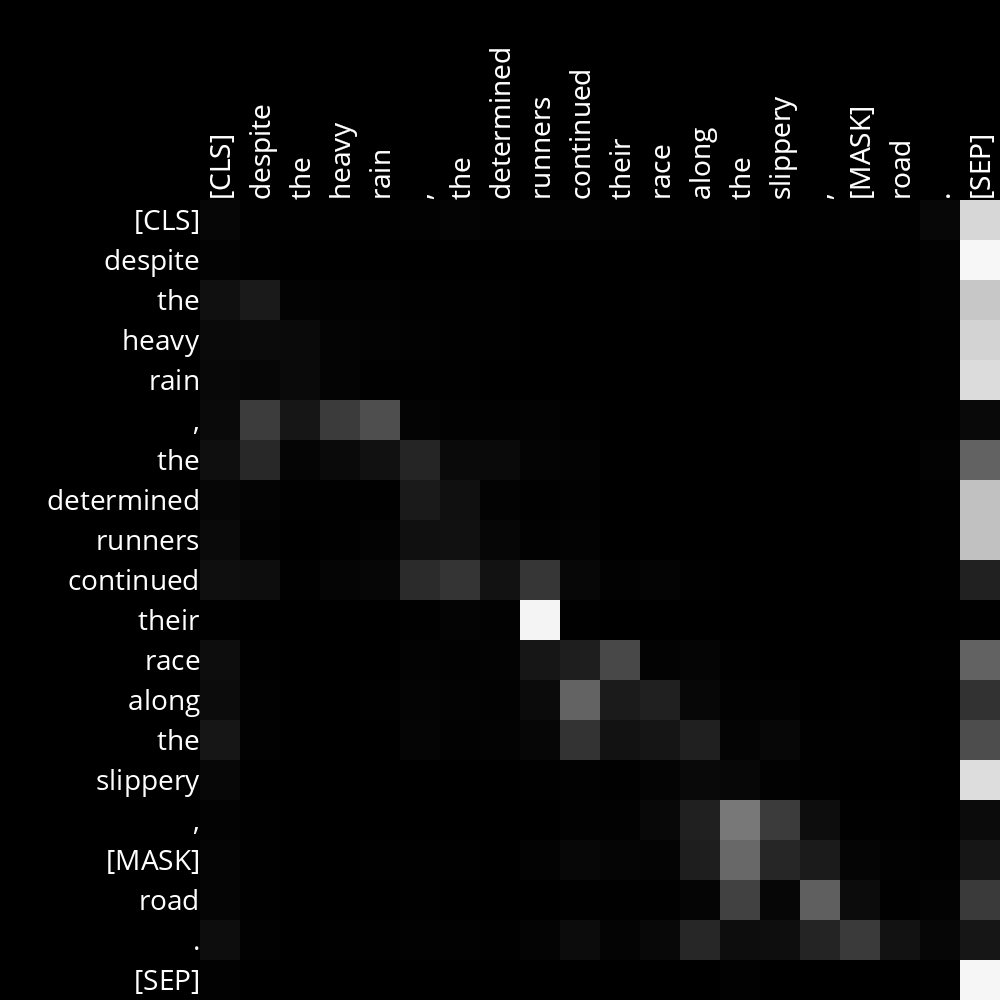 [CLS] despite the heavy rain , the determined runners continued their race along the slippery , [MASK] road . [SEP]
[CLS]
despite
the
heavy
rain
,
the
determined
runners
continued
their
race
along
the
slippery
,
[MASK]
road
.
[SEP]